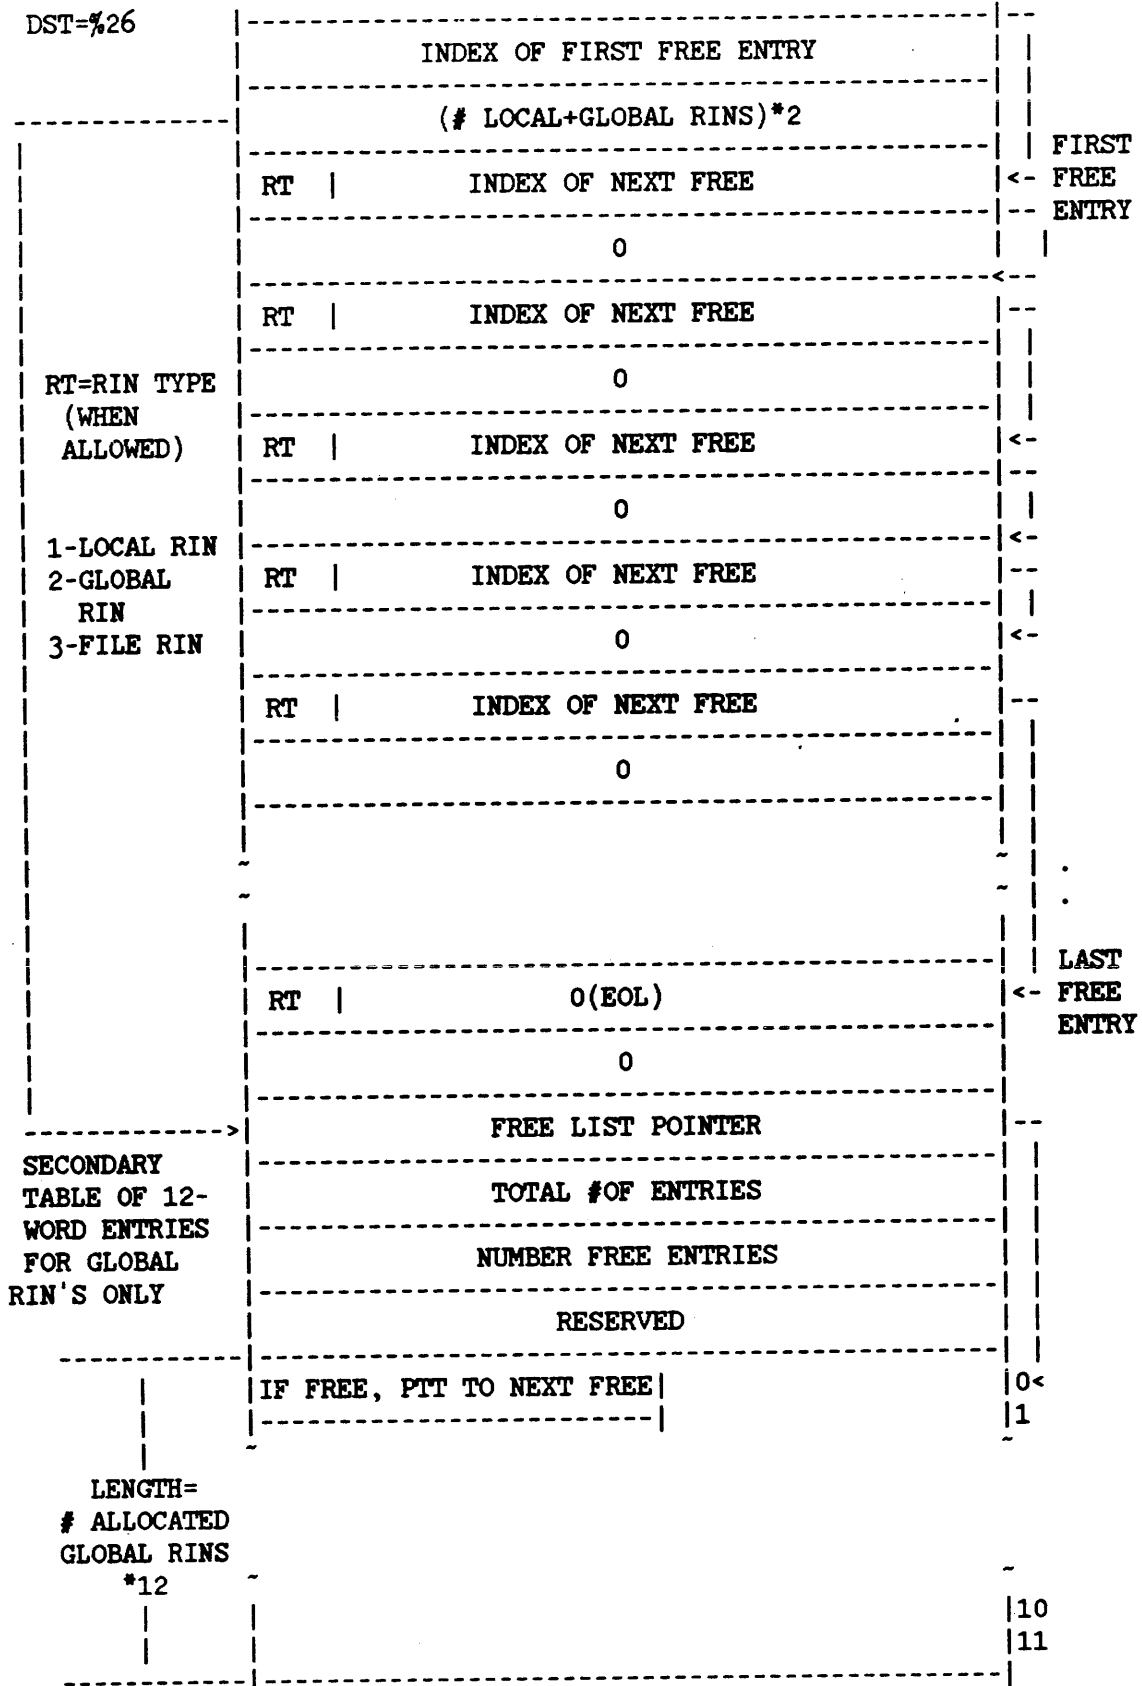 DST=%26
INDEX OF FIRST FREE ENTRY
(# LOCAL+GLOBAL RINS)*2
FIRST
RT | INDEX OF NEXT FREE <- FREE
ENTRY
0
RT | INDEX OF NEXT FREE
RT=RIN TYPE 0
(WHEN
ALLOWED) RT | INDEX OF NEXT FREE <-
0
1-LOCAL RIN <-
2-GLOBAL RT | INDEX OF NEXT FREE
RIN
3-FILE RIN 0 <-
RT | INDEX OF NEXT FREE
0
~ ~ .
~ ~ .
LAST
RT | 0(EOL) <- FREE
ENTRY
0
FREE LIST POINTER
SECONDARY
TABLE OF 12- TOTAL #OF ENTRIES
WORD ENTRIES
FOR GLOBAL NUMBER FREE ENTRIES
RIN'S ONLY
RESERVED
IF FREE, PTT TO NEXT FREE| |0<
|1
~ ~
LENGTH=
# ALLOCATED
GLOBAL RINS
*12 ~ ~
|10
|11